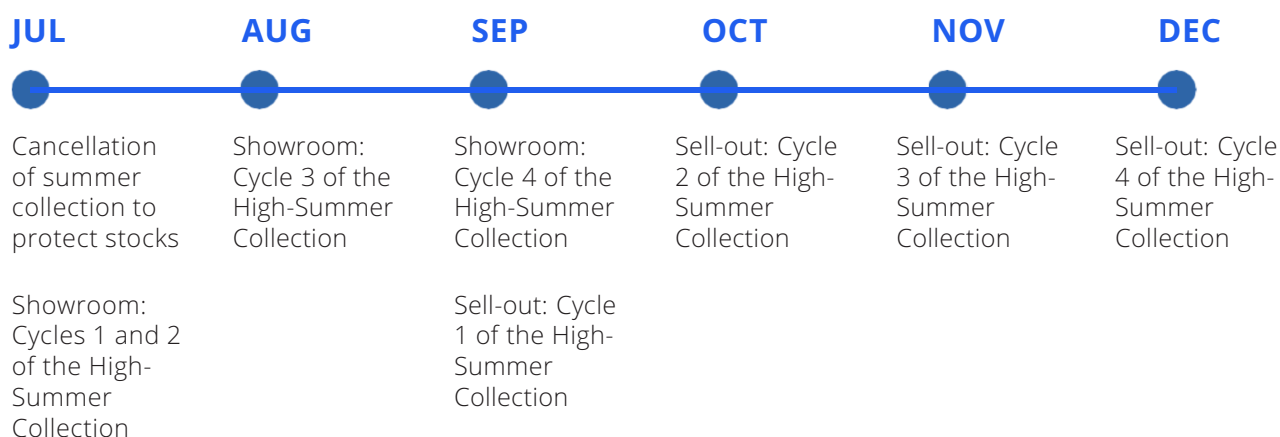 JUL
AUG
SEP
OCT
NOV
DEC
Cancellation
of summer
collection to
protect stocks
Showroom:
Cycles 1 and 2
of the High-
Summer
Collection
Showroom:
Cycle 3 of the
High-Summer
Collection
Showroom:
Cycle 4 of the
High-Summer
Collection
Sell-out: Cycle
1 of the High-
Summer
Collection
Sell-out: Cycle
2 of the High-
Summer
Collection
Sell-out: Cycle
3 of the High-
Summer
Collection
Sell-out: Cycle
4 of the High-
Summer
Collection